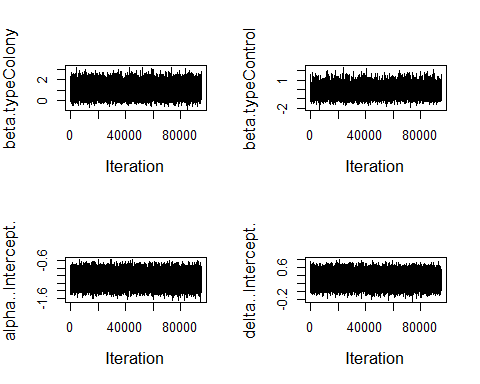 beta.typeColony
2
0
0 40000 80000
Iteration
beta.typeControl
1
-2
0 40000 80000
Iteration
alpha..Intercept.
-0.6
-1.6
0 40000 80000
Iteration
delta..Intercept.
0.6
-0.2
0 40000 80000
Iteration